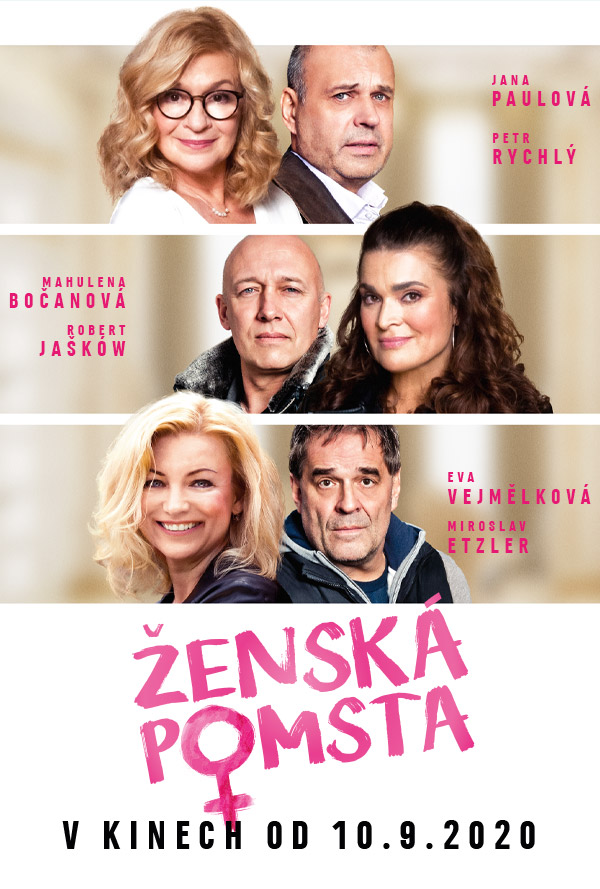 JANA
PAULOVÁ
PETR
RYCHLÝ
MAHULENA
BOČANOVÁ
ROBERT
JAŠKÓW
EVA
VEJMĚLKOVÁ
MIROSLAV
ETZLER
ŽENSKÁ
POMSTA
V KINECH OD 10.9.2020